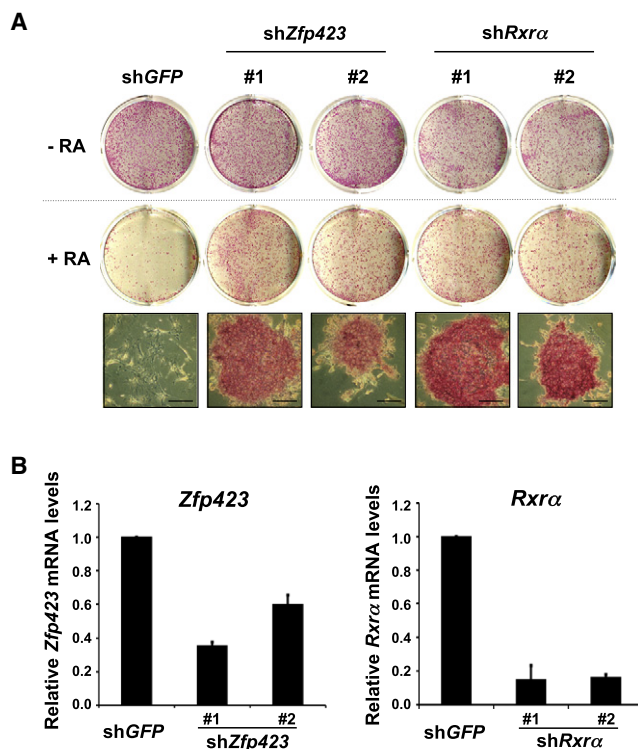 A
shZfp423 shRxrα
shGFP #1 #2 #1 #2
- RA
+ RA
B
Zfp423
Relative Zfp423 mRNA levels
1.2
1.0
0.8
0.6
0.4
0.2
0.0
shGFP #1 #2
shZfp423
Rxrα
Relative Rxrα mRNA levels
1.2
1.0
0.8
0.6
0.4
0.2
0.0
shGFP #1 #2
shRxrα